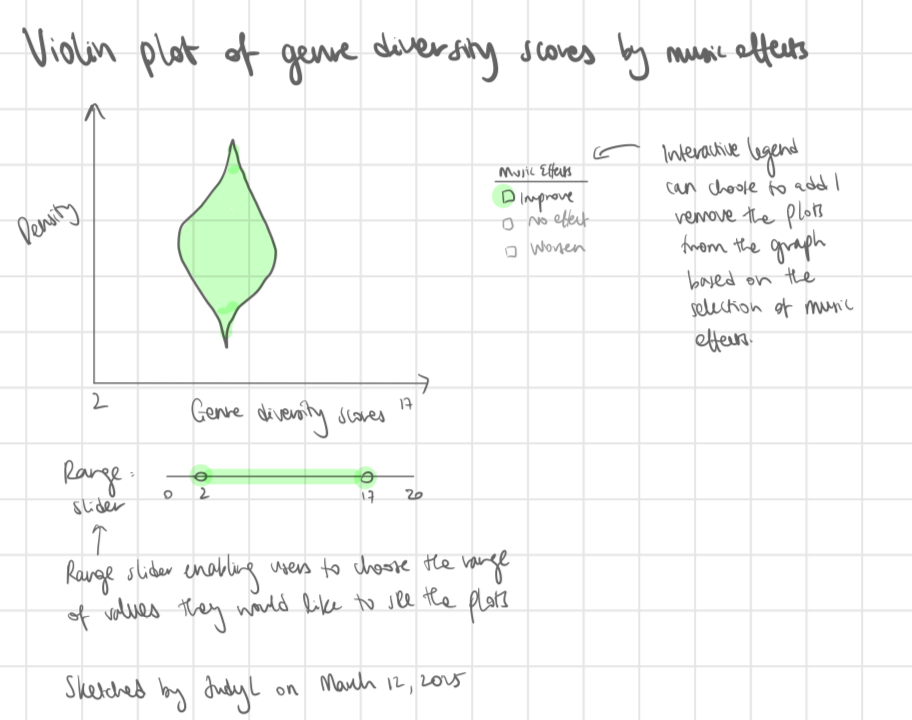 Violin plot of genre diversity scores by music effects
Density
2
17
Genre diversity scores
Music Effects
Improve
No effect
Worsen
Interactive legend
can choose to add /
remove the plots
from the graph
based on the
selection of music
effects.
Range :
slider
0 2 17 20
Range slider enabling users to choose the range
of values they would like to see the plots
Sketched by JudyL on March 12, 2025